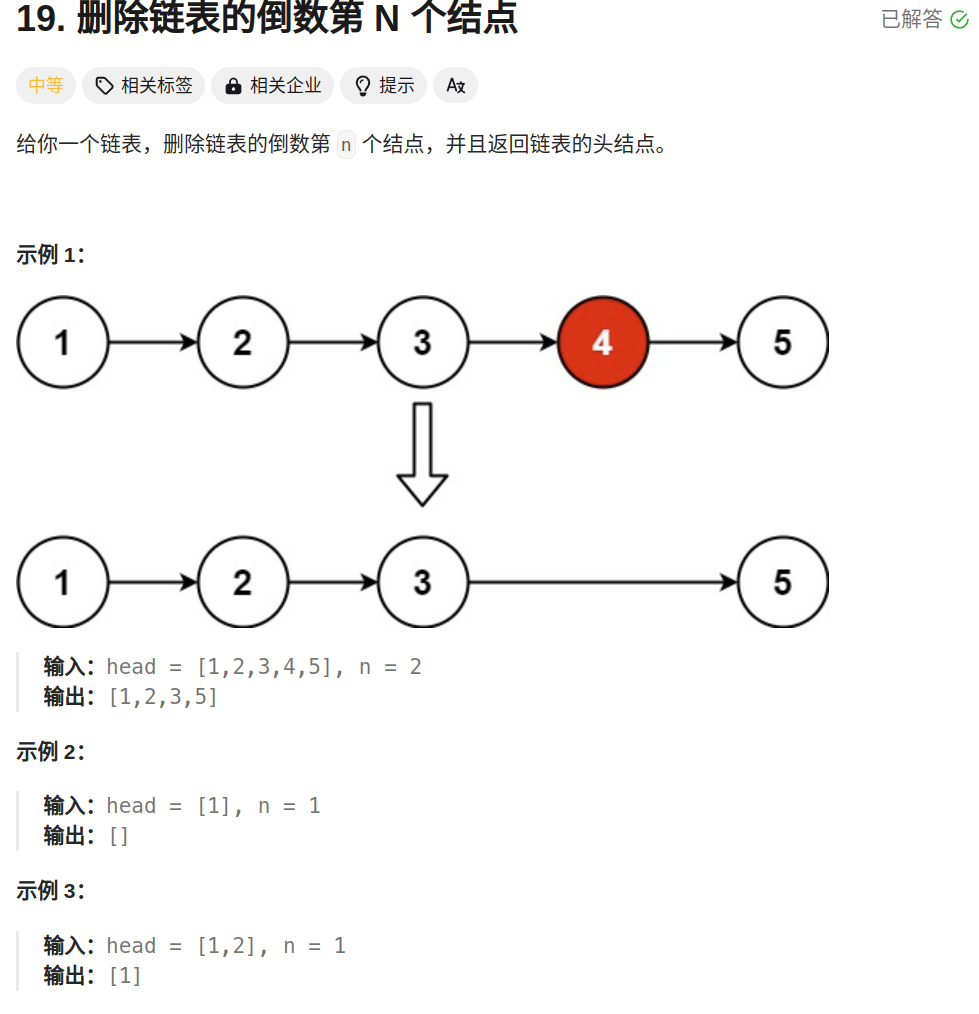 19. 删除链表的倒数第 N 个结点
已解答
中等 相关标签 相关企业 提示 A文
给你一个链表，删除链表的倒数第 n 个结点，并且返回链表的头结点。
示例 1：
1 2 3 4 5
1 2 3 5
输入：head = [1,2,3,4,5], n = 2
输出：[1,2,3,5]
示例 2：
输入：head = [1], n = 1
输出：[]
示例 3：
输入：head = [1,2], n = 1
输出：[1]